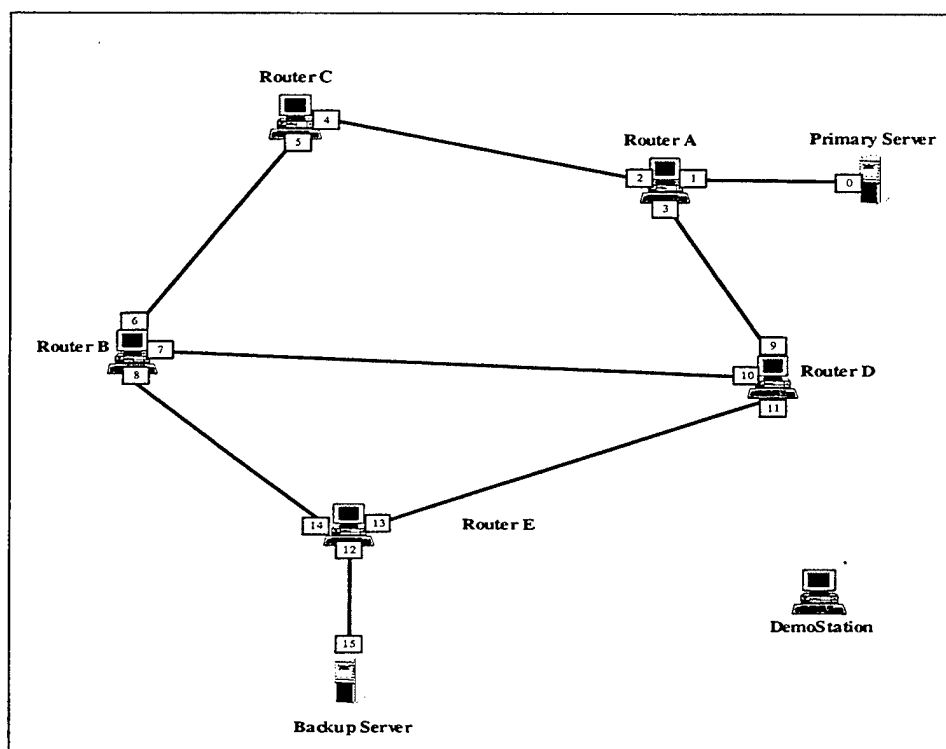 Router C
4
5
Router A
Primary Server
2
1
0
3
6
Router B
7
8
9
10
Router D
11
14
13
Router E
12
DemoStation
15
Backup Server